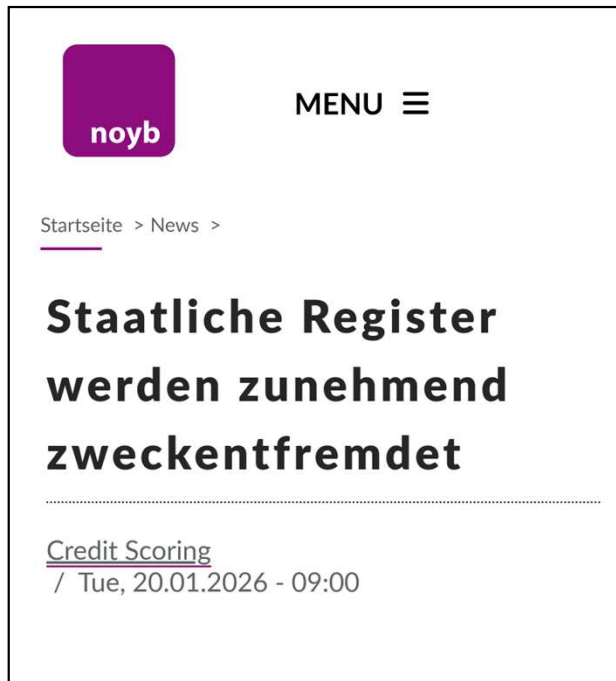 noyb
MENU
Startseite > News >
Staatliche Register
werden zunehmend
zweckentfremdet
Credit Scoring
/ Tue, 20.01.2026 - 09:00